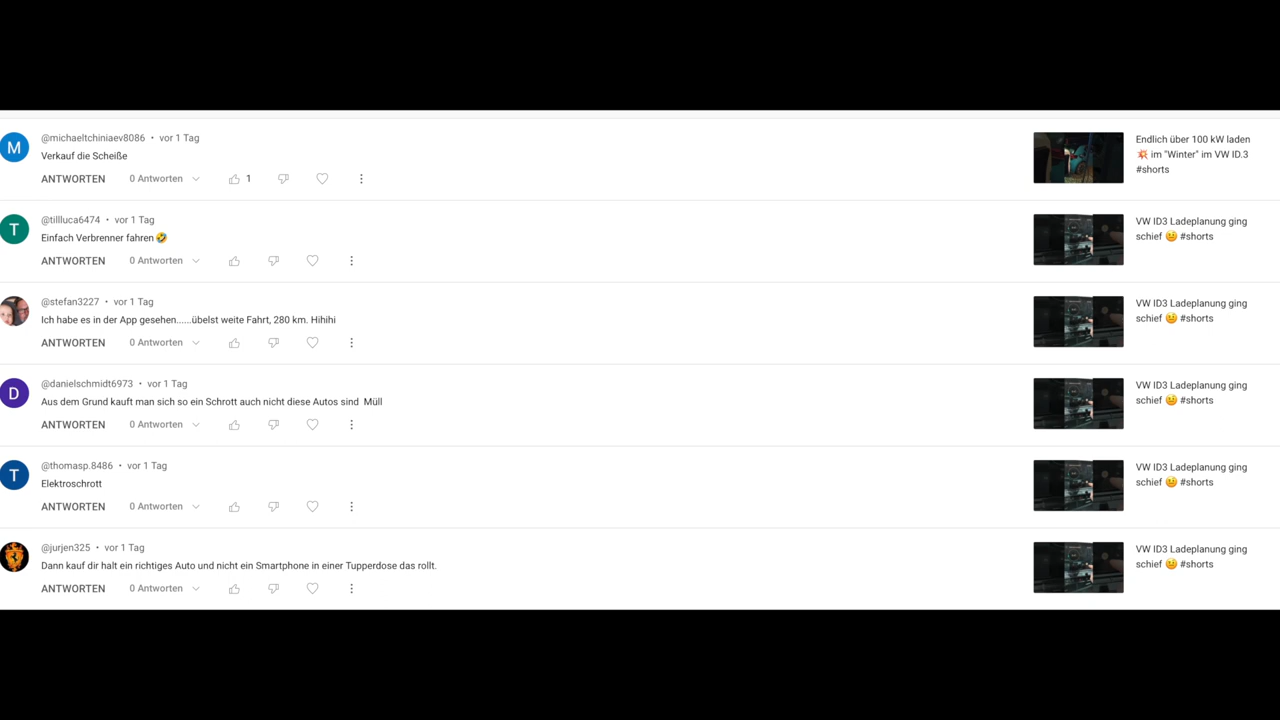 @michaeltchiniaev8086 • vor 1 Tag
Verkauf die Scheiße
ANTWORTEN 0 Antworten 1
Endlich über 100 kW laden
💥 im "Winter" im VW ID.3
#shorts
M
@tillluca6474 • vor 1 Tag
Einfach Verbrenner fahren🤣
ANTWORTEN 0 Antworten
VW ID3 Ladeplanung ging
schief 🤕 #shorts
T
@stefan3227 • vor 1 Tag
Ich habe es in der App gesehen......übelst weite Fahrt, 280 km. Hihihi
ANTWORTEN 0 Antworten
VW ID3 Ladeplanung ging
schief 🤕 #shorts
@danielschmidt6973 • vor 1 Tag
Aus dem Grund kauft man sich so ein Schrott auch nicht diese Autos sind  Müll
ANTWORTEN 0 Antworten
VW ID3 Ladeplanung ging
schief 🤕 #shorts
D
@thomasp.8486 • vor 1 Tag
Elektroschrott
ANTWORTEN 0 Antworten
VW ID3 Ladeplanung ging
schief 🤕 #shorts
T
@jurjen325 • vor 1 Tag
Dann kauf dir halt ein richtiges Auto und nicht ein Smartphone in einer Tupperdose das rollt.
ANTWORTEN 0 Antworten
VW ID3 Ladeplanung ging
schief 🤕 #shorts